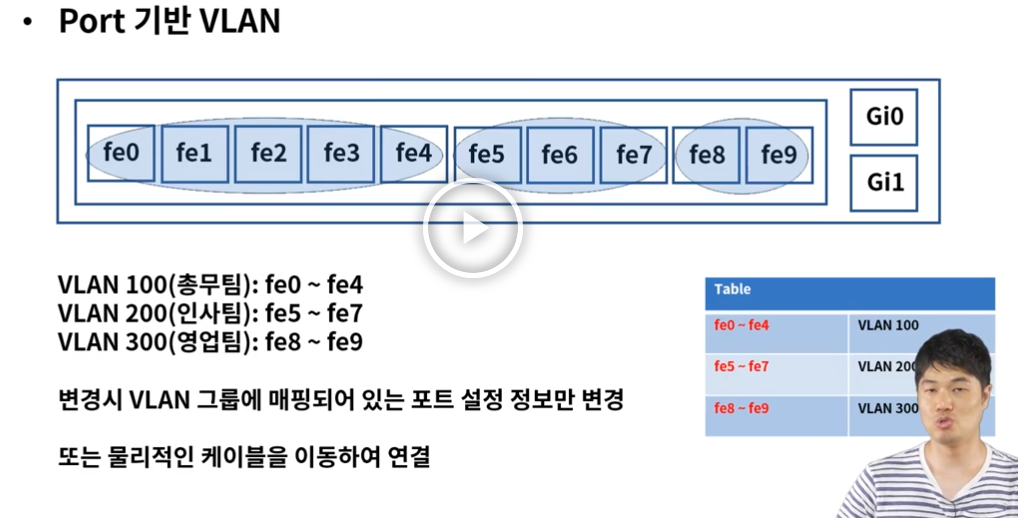 • Port 기반 VLAN
fe0 fe1 fe2 fe3 fe4 fe5 fe6 fe7 fe8 fe9
Gi0
Gi1
VLAN 100(총무팀): fe0 ~ fe4
VLAN 200(인사팀): fe5 ~ fe7
VLAN 300(영업팀): fe8 ~ fe9
변경시 VLAN 그룹에 매핑되어 있는 포트 설정 정보만 변경
또는 물리적인 케이블을 이동하여 연결
Table
fe0 ~ fe4 VLAN 100
fe5 ~ fe7 VLAN 200
fe8 ~ fe9 VLAN 300